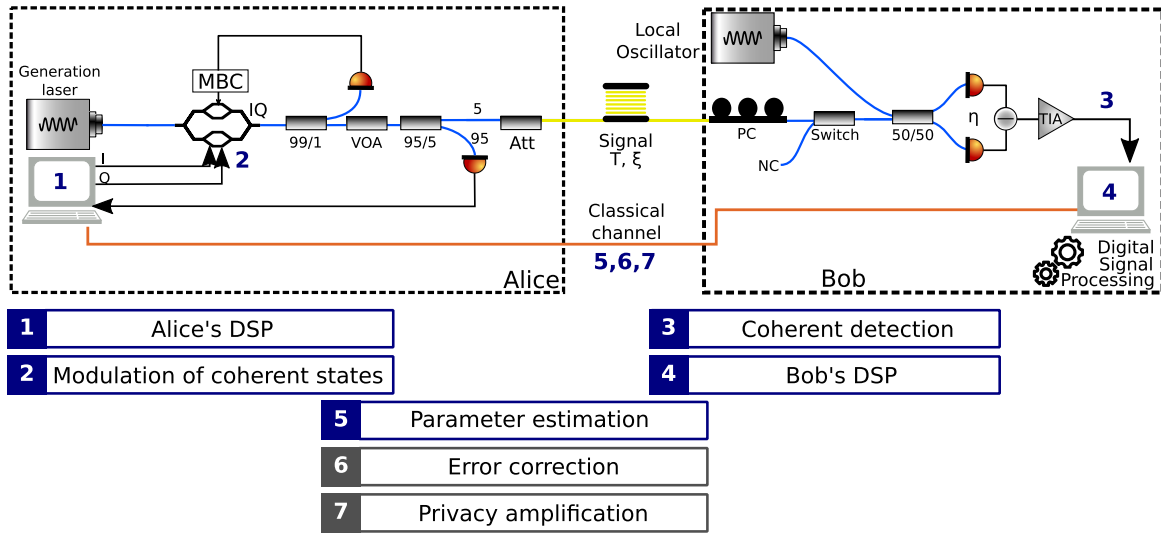 Generation
laser
MBC
IQ
I
Q
1
2
99/1
VOA
95/5
5
95
Att
Alice
Signal
T, ξ
Classical
channel
5,6,7
Local
Oscillator
PC
NC
Switch
50/50
η
TIA
3
4
Digital
Signal
Processing
Bob
1 Alice's DSP
2 Modulation of coherent states
3 Coherent detection
4 Bob's DSP
5 Parameter estimation
6 Error correction
7 Privacy amplification